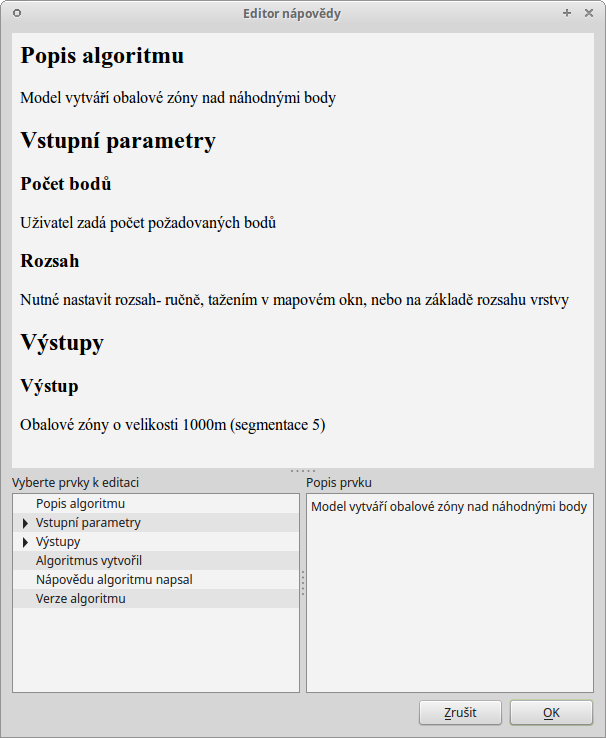 Editor nápovědy
Popis algoritmu
Model vytváří obalové zóny nad náhodnými body
Vstupní parametry
Počet bodů
Uživatel zadá počet požadovaných bodů
Rozsah
Nutné nastavit rozsah- ručně, tažením v mapovém okn, nebo na základě rozsahu vrstvy
Výstupy
Výstup
Obalové zóny o velikosti 1000m (segmentace 5)
Vyberte prvky k editaci
Popis algoritmu
Vstupní parametry
Výstupy
Algoritmus vytvořil
Nápovědu algoritmu napsal
Verze algoritmu
Popis prvku
Model vytváří obalové zóny nad náhodnými body
Zrušit
OK